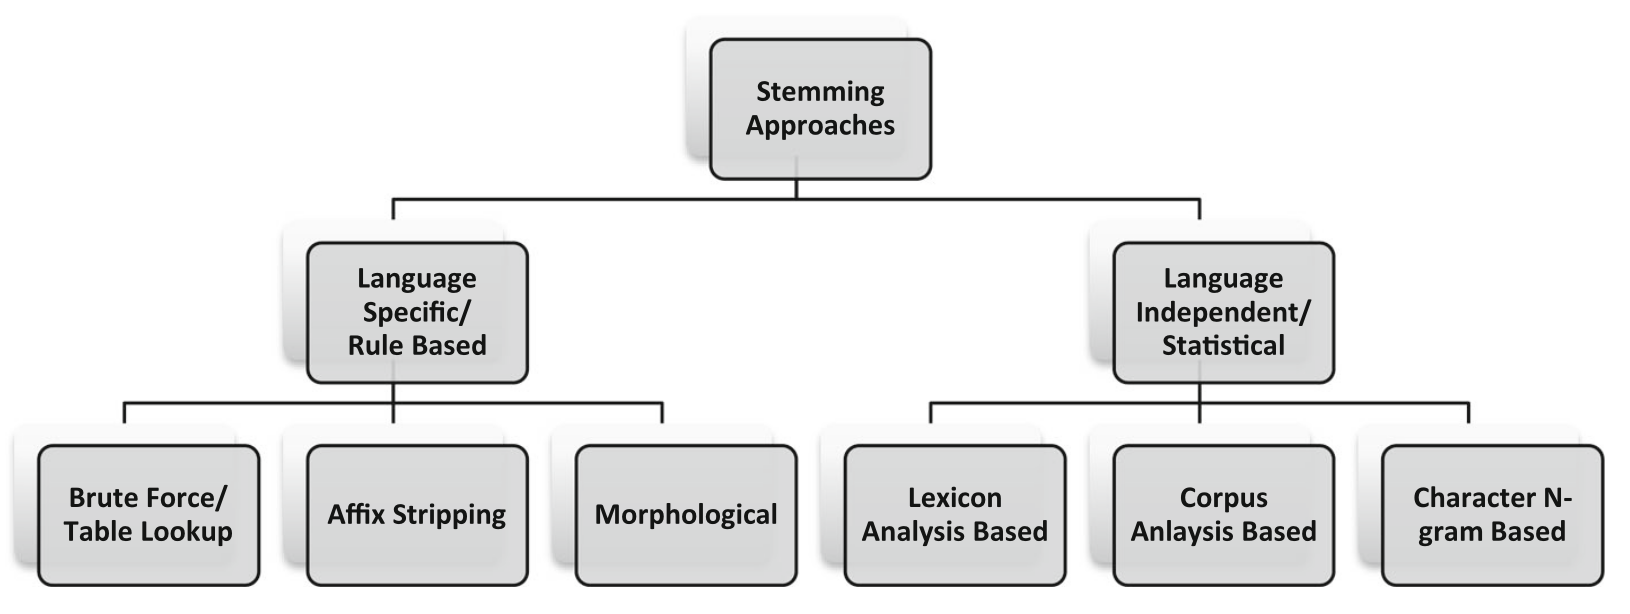 Stemming
Approaches
Language
Specific/
Rule Based
Language
Independent/
Statistical
Brute Force/
Table Lookup
Affix Stripping
Morphological
Lexicon
Analysis Based
Corpus
Anlaysis Based
Character N-
gram Based